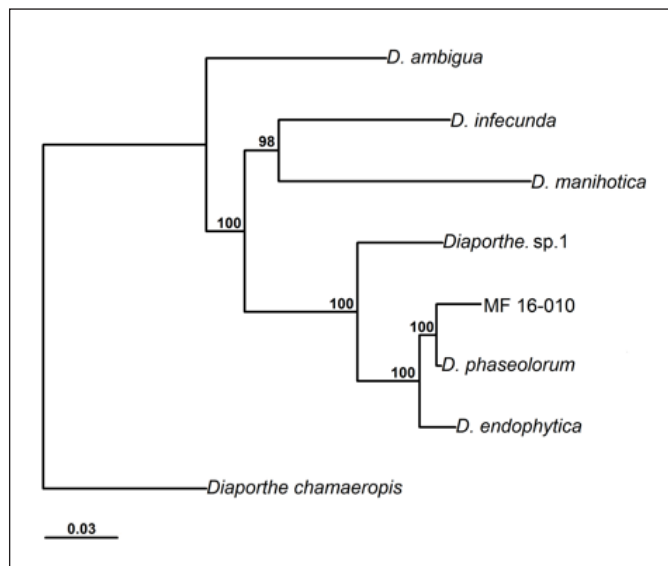 D. ambigua
D. infecunda
98
D. manihotica
100
Diaporthe. sp.1
100
MF 16-010
100
D. phaseolorum
100
D. endophytica
Diaporthe chamaeropis
0.03